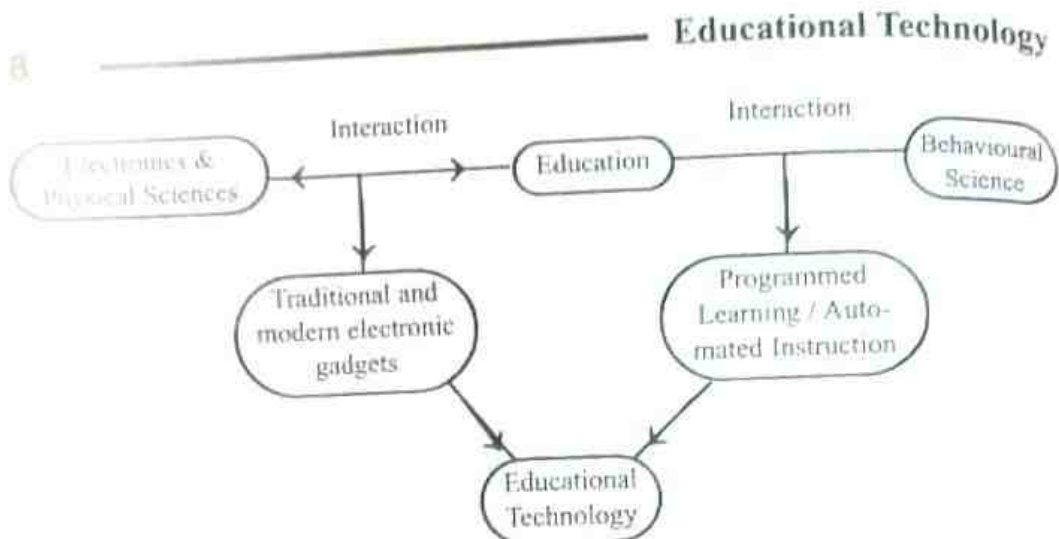 8
Educational Technology
Interaction
Interaction
Electronics &
Physical Sciences
Education
Behavioural
Science
Traditional and
modern electronic
gadgets
Programmed
Learning / Auto-
mated Instruction
Educational
Technology